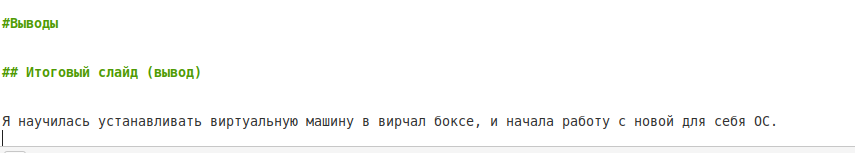 #Выводы
## Итоговый слайд (вывод)
Я научилась устанавливать виртуальную машину в вирчал боксе, и начала работу с новой для себя ОС.